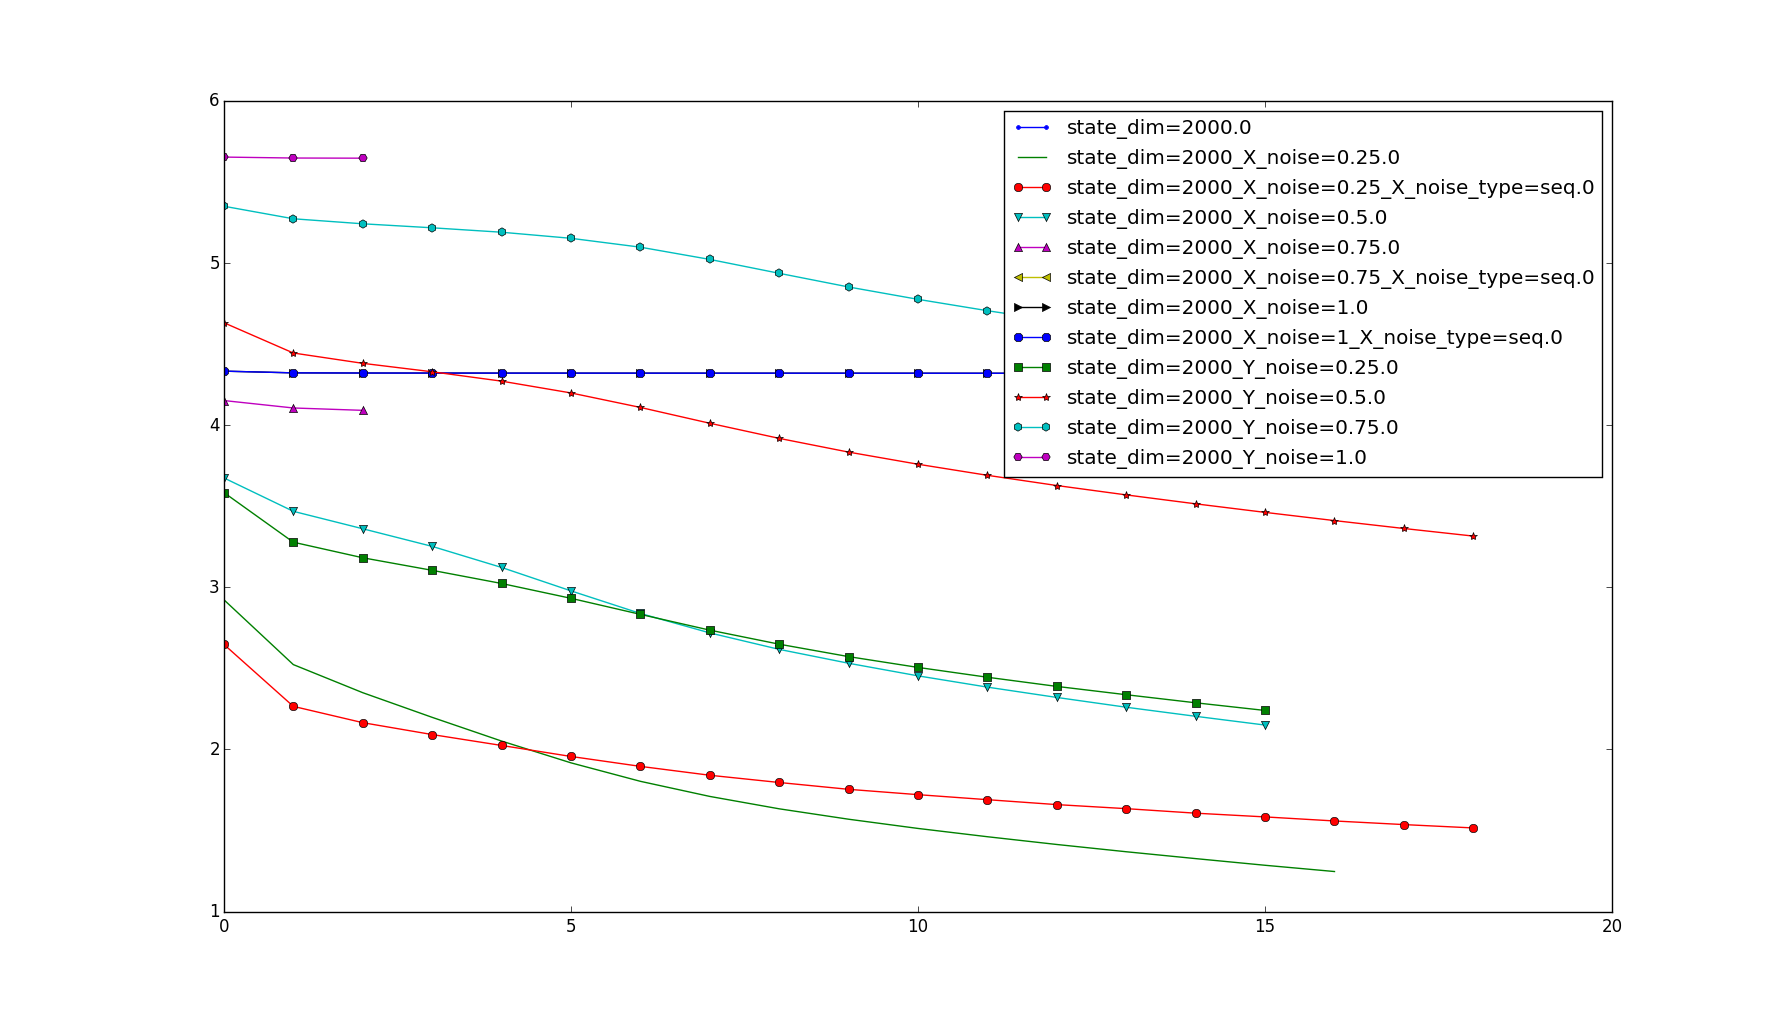 6
5
4
3
2
1
0
5
10
15
20
state_dim=2000.0
state_dim=2000_X_noise=0.25.0
state_dim=2000_X_noise=0.25_X_noise_type=seq.0
state_dim=2000_X_noise=0.5.0
state_dim=2000_X_noise=0.75.0
state_dim=2000_X_noise=0.75_X_noise_type=seq.0
state_dim=2000_X_noise=1.0
state_dim=2000_X_noise=1_X_noise_type=seq.0
state_dim=2000_Y_noise=0.25.0
state_dim=2000_Y_noise=0.5.0
state_dim=2000_Y_noise=0.75.0
state_dim=2000_Y_noise=1.0